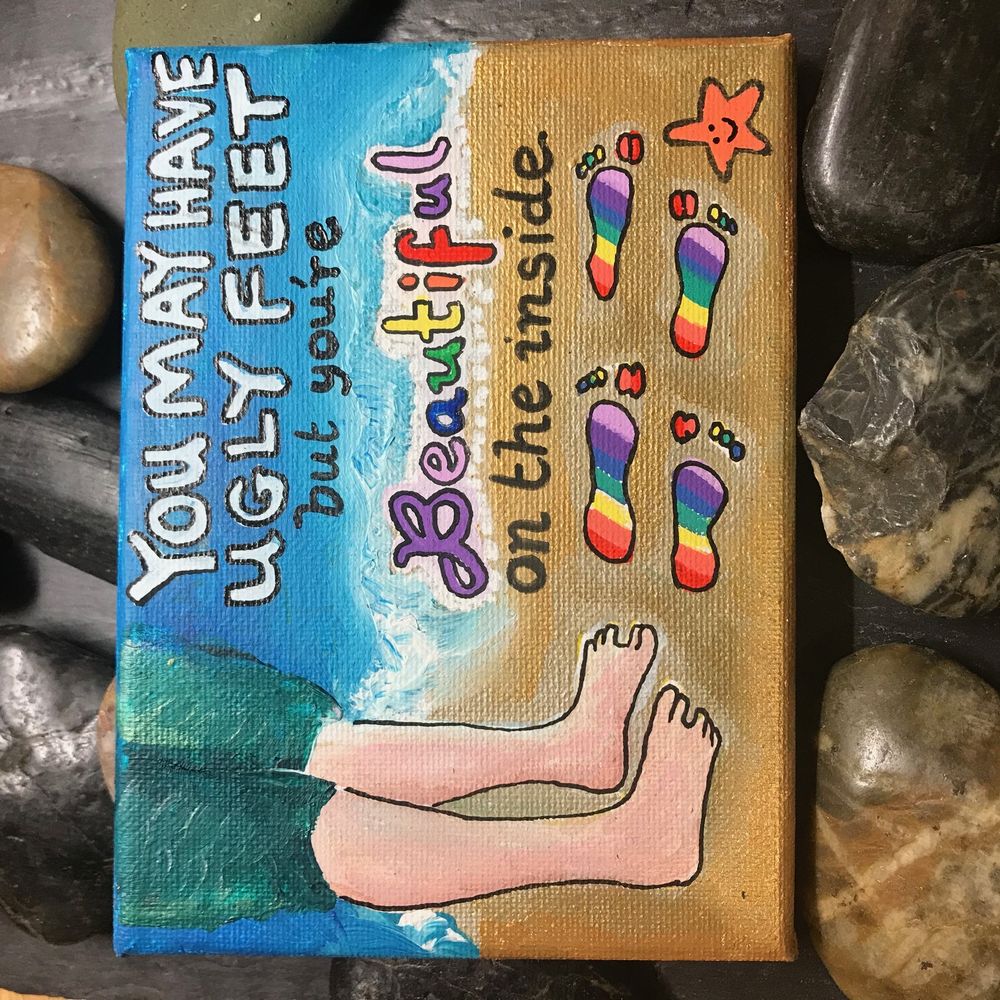 YOU MAY HAVE
UGLY FEET
but you're
Beautiful
on the inside.